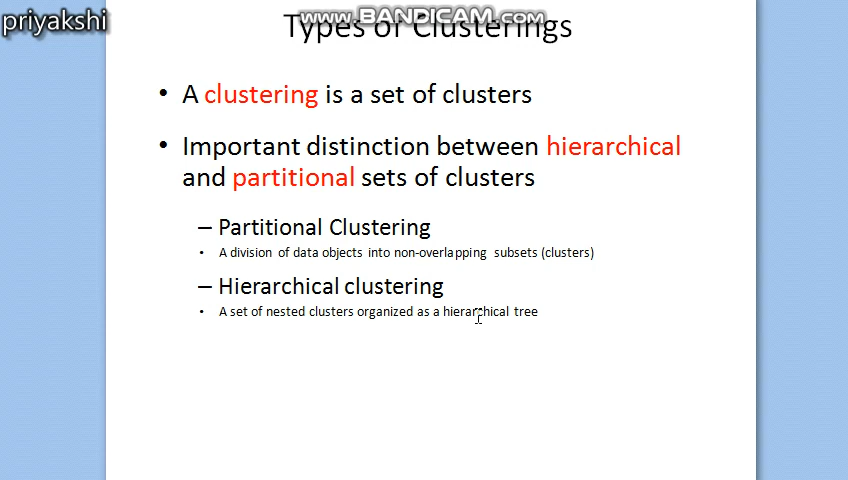 priyakshi
www.BANDICAM.com
Types of Clusterings
• A clustering is a set of clusters
• Important distinction between hierarchical
and partitional sets of clusters
– Partitional Clustering
• A division of data objects into non-overlapping subsets (clusters)
– Hierarchical clustering
• A set of nested clusters organized as a hierarchical tree